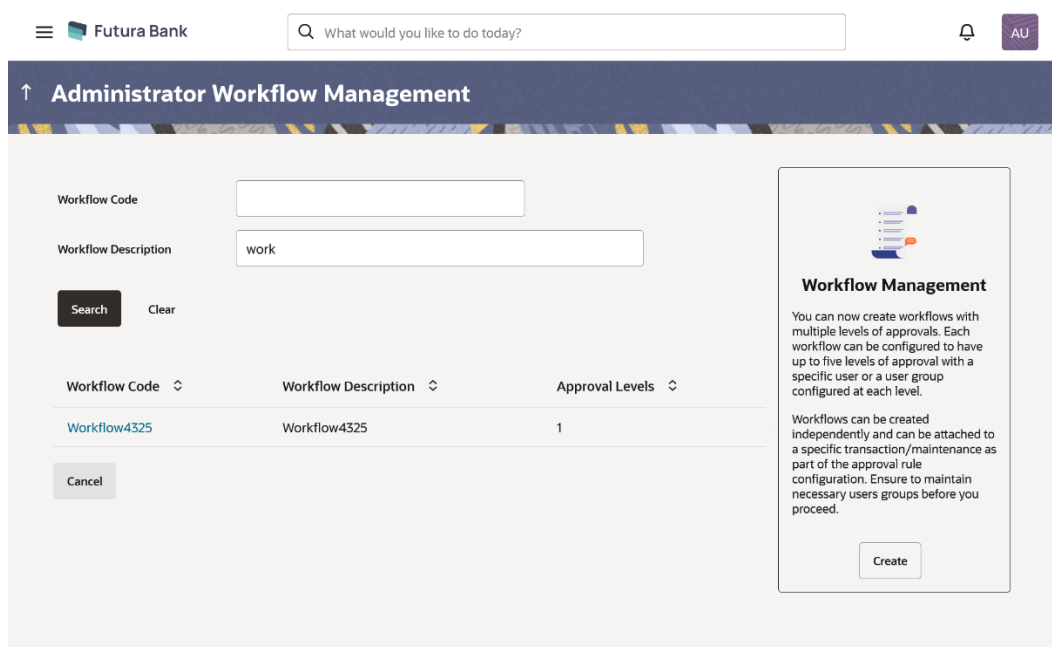 Futura Bank
What would you like to do today?
AU
Administrator Workflow Management
Workflow Code
Workflow Description
work
Search
Clear
Workflow Code
Workflow Description
Approval Levels
Workflow4325
Workflow4325
1
Cancel
Workflow Management
You can now create workflows with
multiple levels of approvals. Each
workflow can be configured to have
up to five levels of approval with a
specific user or a user group
configured at each level.
Workflows can be created
independently and can be attached to
a specific transaction/maintenance as
part of the approval rule
configuration. Ensure to maintain
necessary users groups before you
proceed.
Create